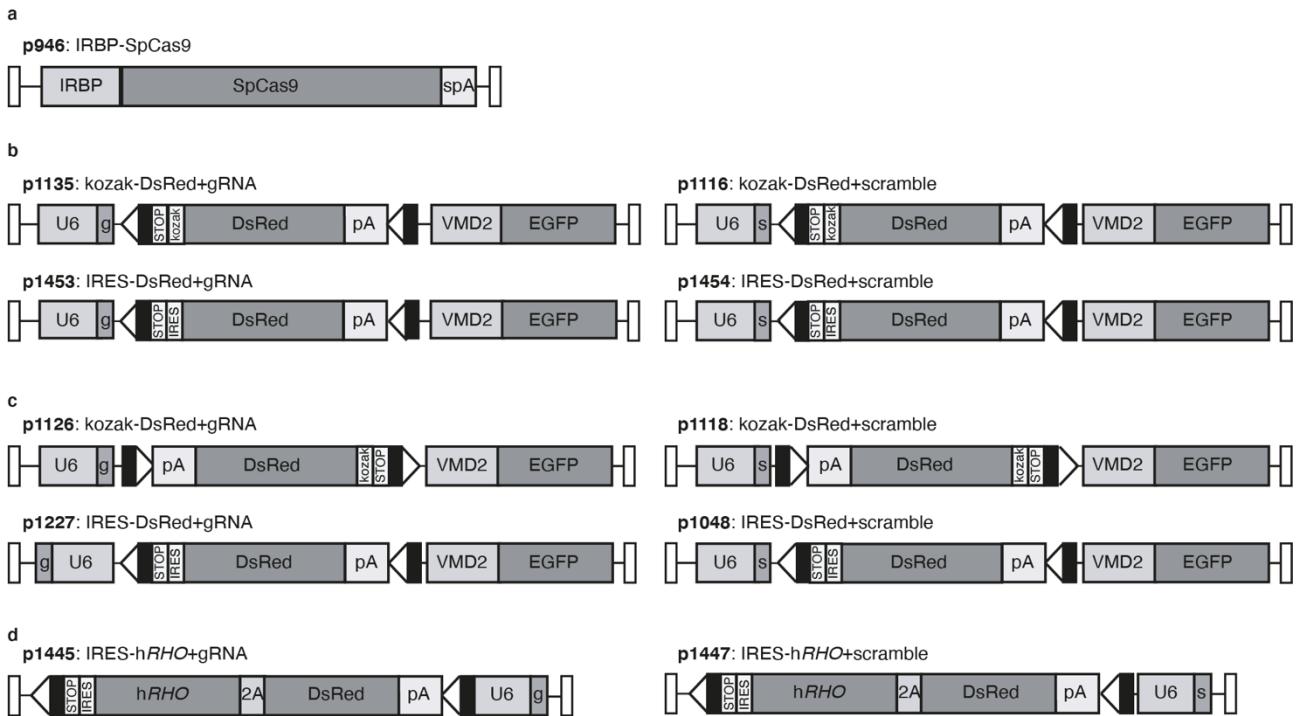 a
p946: IRBP-SpCas9
IRBP SpCas9 spA
b
p1135: kozak-DsRed+gRNA
U6 g STOP kozak DsRed pA VMD2 EGFP
p1116: kozak-DsRed+scramble
U6 s STOP kozak DsRed pA VMD2 EGFP
p1453: IRES-DsRed+gRNA
U6 g STOP IRES DsRed pA VMD2 EGFP
p1454: IRES-DsRed+scramble
U6 s STOP IRES DsRed pA VMD2 EGFP
c
p1126: kozak-DsRed+gRNA
U6 g pA DsRed kozak STOP VMD2 EGFP
p1118: kozak-DsRed+scramble
U6 s pA DsRed kozak STOP VMD2 EGFP
p1227: IRES-DsRed+gRNA
g U6 STOP IRES DsRed pA VMD2 EGFP
p1048: IRES-DsRed+scramble
U6 s STOP IRES DsRed pA VMD2 EGFP
d
p1445: IRES-hRHO+gRNA
STOP IRES hRHO 2A DsRed pA U6 g
p1447: IRES-hRHO+scramble
STOP IRES hRHO 2A DsRed pA U6 s